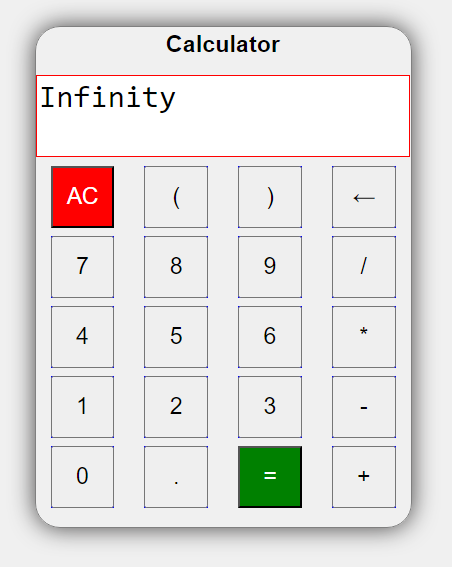 Calculator
Infinity
AC ( ) ←
7 8 9 /
4 5 6 *
1 2 3 -
0 . = +